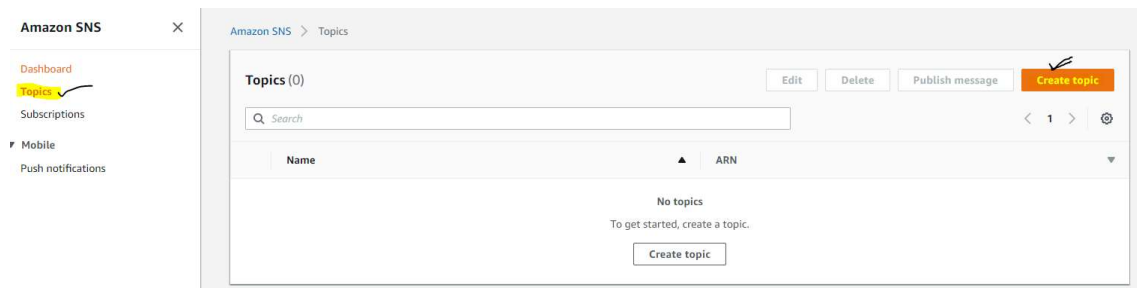 Amazon SNS
Dashboard
Topics
Subscriptions
Mobile
Push notifications
Amazon SNS > Topics
Topics (0)
Edit Delete Publish message Create topic
Search
< 1 >
Name ARN
No topics
To get started, create a topic.
Create topic